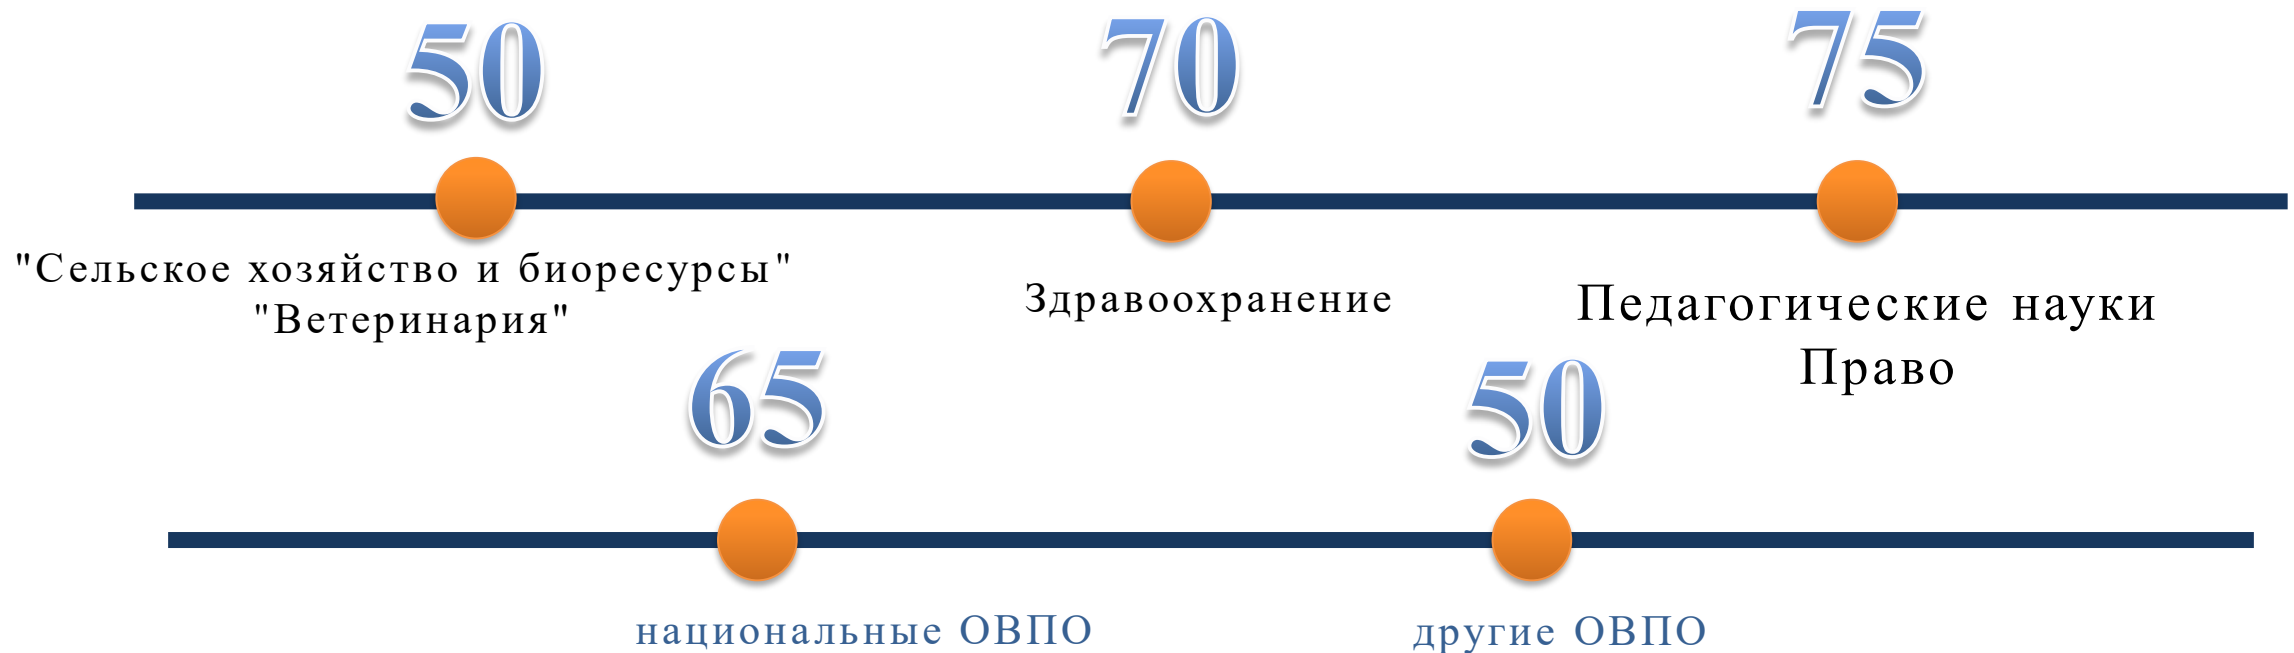 50
70
75
"Сельское хозяйство и биоресурсы"
"Ветеринария"
Здравоохранение
Педагогические науки
Право
65
50
национальные ОВПО
другие ОВПО